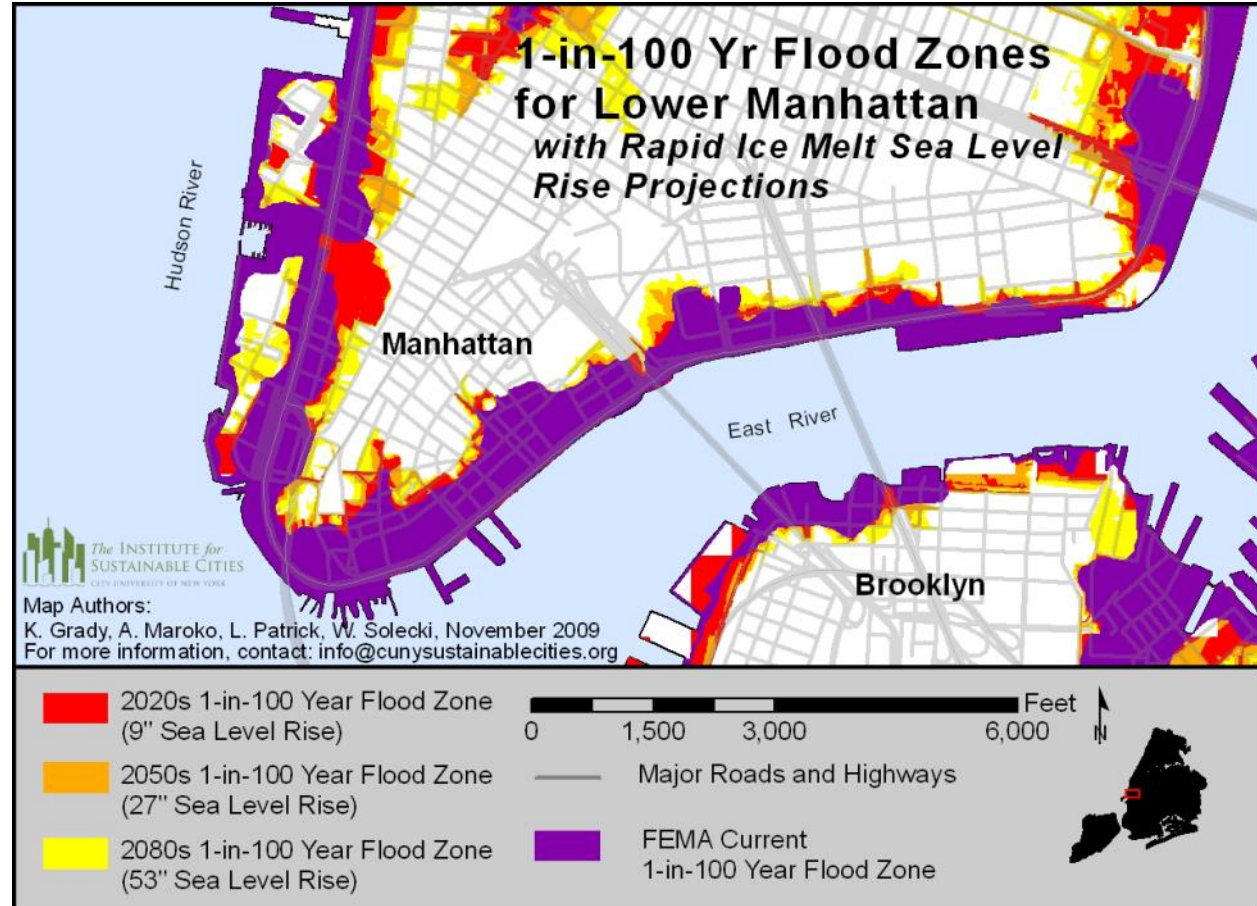 1-in-100 Yr Flood Zones
for Lower Manhattan
with Rapid Ice Melt Sea Level
Rise Projections
Hudson River
Manhattan
East River
Brooklyn
The INSTITUTE for
SUSTAINABLE CITIES
CITY UNIVERSITY OF NEW YORK
Map Authors:
K. Grady, A. Maroko, L. Patrick, W. Solecki, November 2009
For more information, contact: info@cunysustainablecities.org
2020s 1-in-100 Year Flood Zone
(9" Sea Level Rise)
2050s 1-in-100 Year Flood Zone
(27" Sea Level Rise)
2080s 1-in-100 Year Flood Zone
(53" Sea Level Rise)
Feet
0 1,500 3,000 6,000
N
Major Roads and Highways
FEMA Current
1-in-100 Year Flood Zone